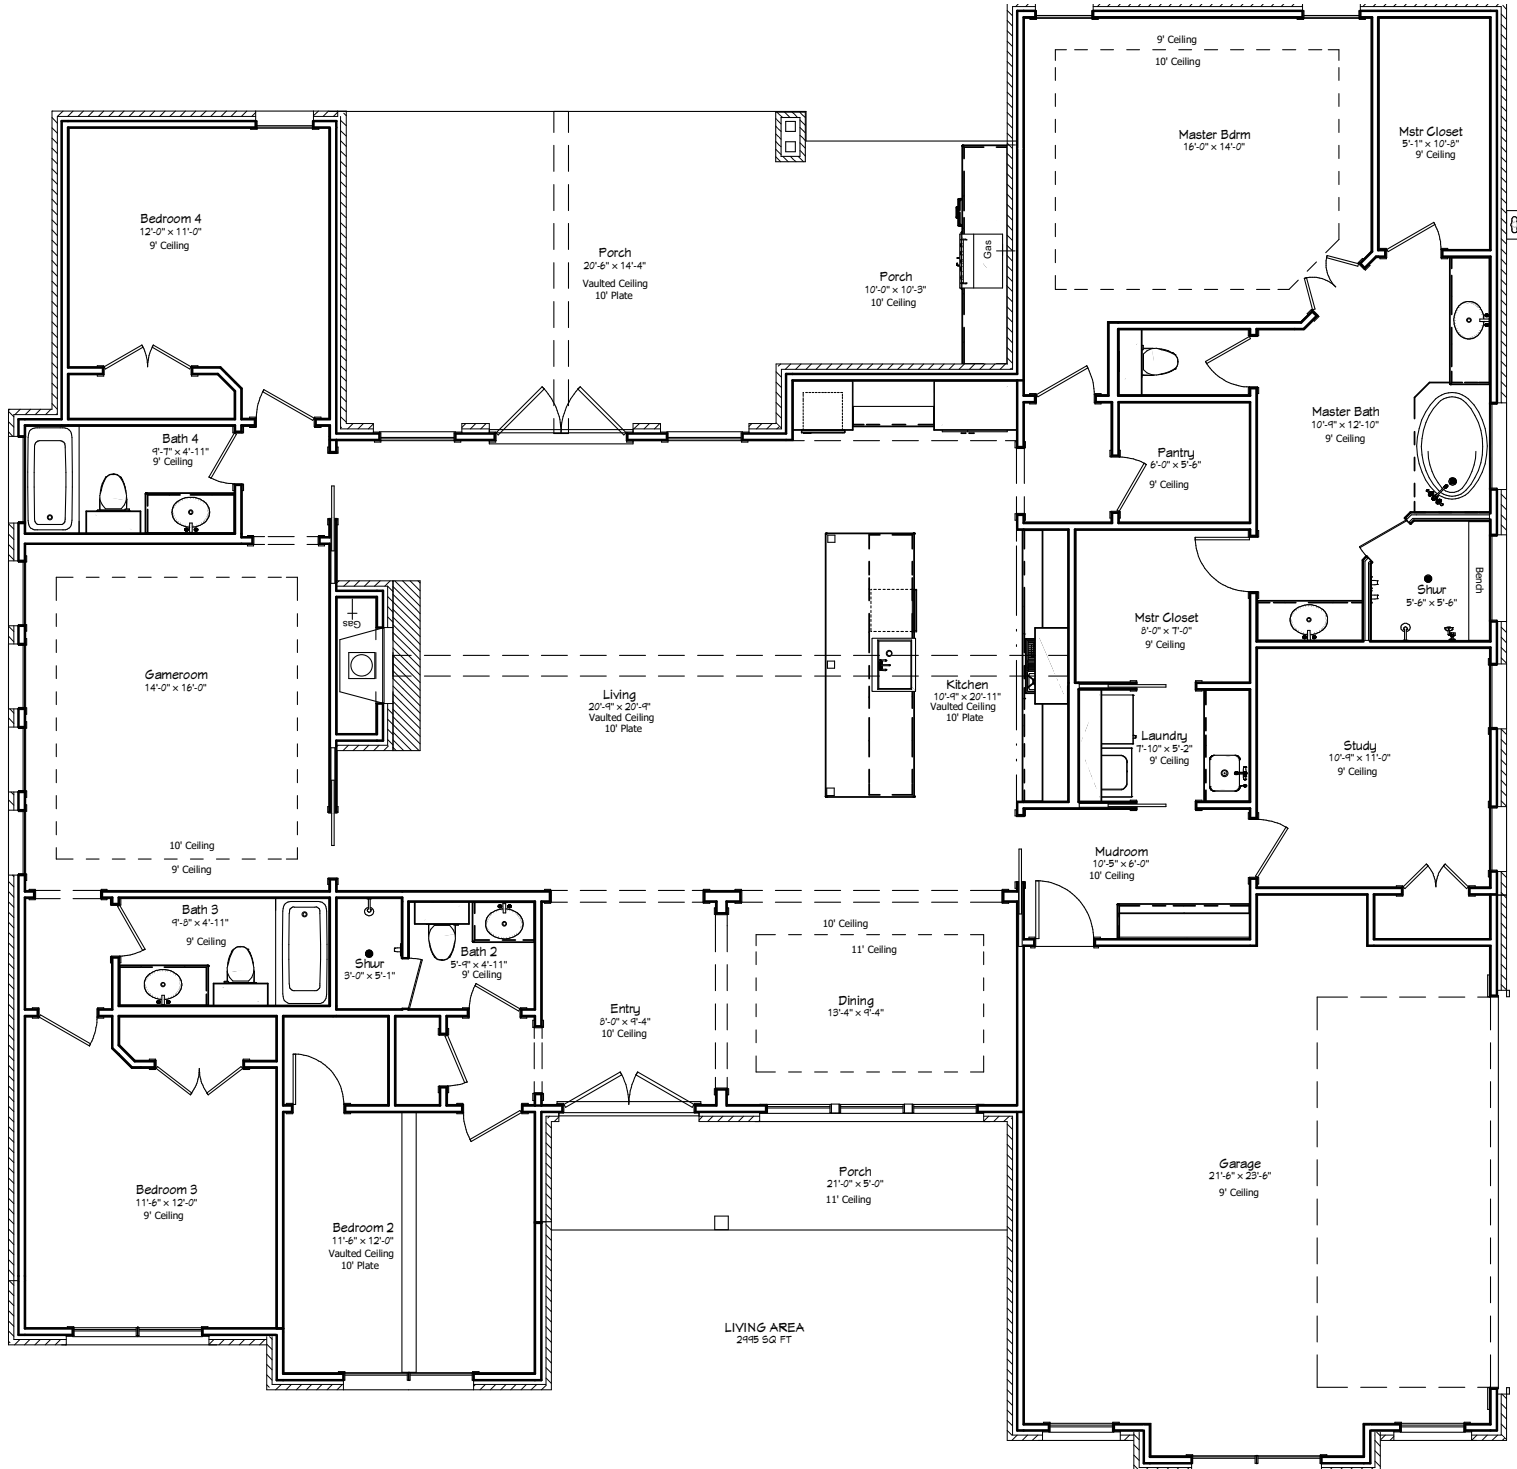 9' Ceiling
10' Ceiling
Master Bdrm
16'-0" x 14'-0"
Mstr Closet
5'-1" x 10'-8"
9' Ceiling
Bedroom 4
12'-0" x 11'-0"
9' Ceiling
Porch
20'-6" x 14'-4"
Vaulted Ceiling
10' Plate
Porch
10'-0" x 10'-3"
10' Ceiling
Gas
Bath 4
9'-7" x 4'-11"
9' Ceiling
Master Bath
10'-9" x 12'-10"
9' Ceiling
Pantry
6'-0" x 5'-6"
9' Ceiling
Shwr
5'-6" x 5'-6"
Bench
Mstr Closet
8'-0" x 7'-0"
9' Ceiling
Gas
Gameroom
14'-0" x 16'-0"
10' Ceiling
9' Ceiling
Living
20'-9" x 20'-9"
Vaulted Ceiling
10' Plate
Kitchen
10'-9" x 20'-11"
Vaulted Ceiling
10' Plate
Laundry
7'-10" x 5'-2"
9' Ceiling
Study
10'-9" x 11'-0"
9' Ceiling
Mudroom
10'-5" x 6'-0"
10' Ceiling
Bath 3
9'-8" x 4'-11"
9' Ceiling
Shwr
3'-0" x 5'-1"
Bath 2
5'-9" x 4'-11"
9' Ceiling
10' Ceiling
11' Ceiling
Entry
8'-0" x 9'-4"
10' Ceiling
Dining
13'-4" x 9'-4"
Bedroom 3
11'-6" x 12'-0"
9' Ceiling
Bedroom 2
11'-6" x 12'-0"
Vaulted Ceiling
10' Plate
Porch
21'-0" x 5'-0"
11' Ceiling
Garage
21'-6" x 23'-6"
9' Ceiling
LIVING AREA
2995 SQ FT